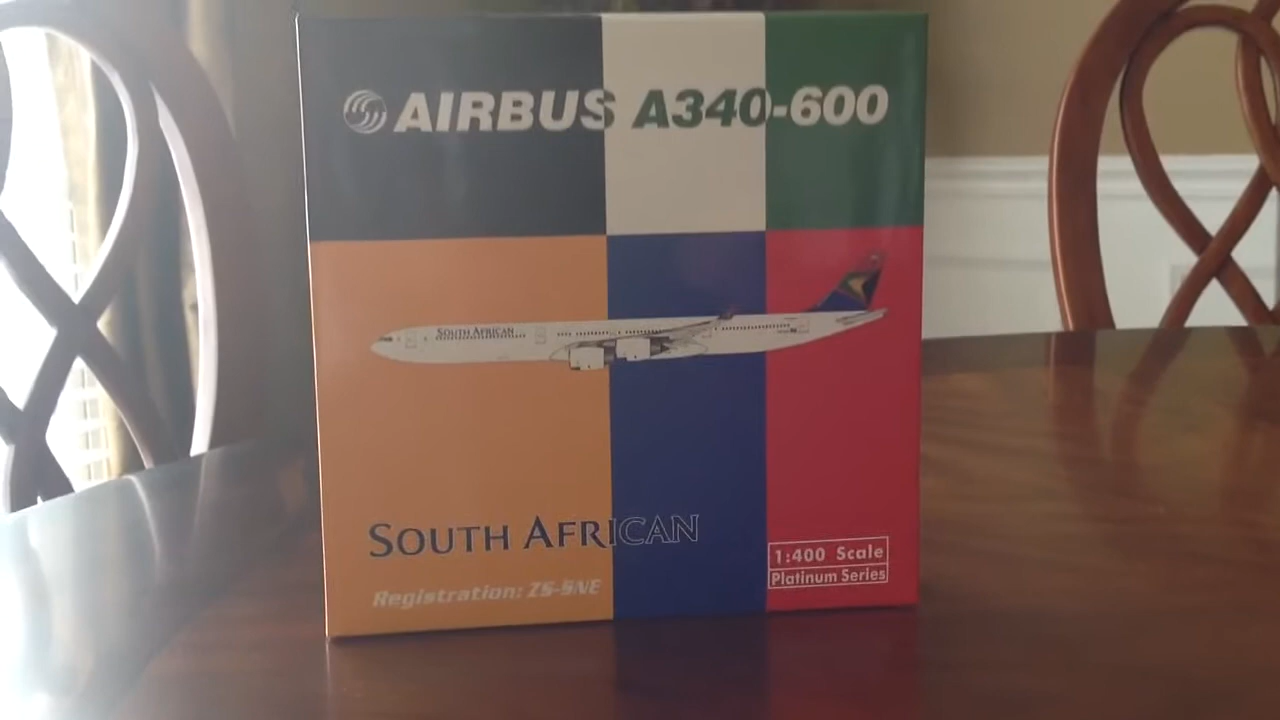 AIRBUS A340-600
SOUTH AFRICAN
SOUTH AFRICAN
Registration: ZS-SNE
1:400 Scale
Platinum Series